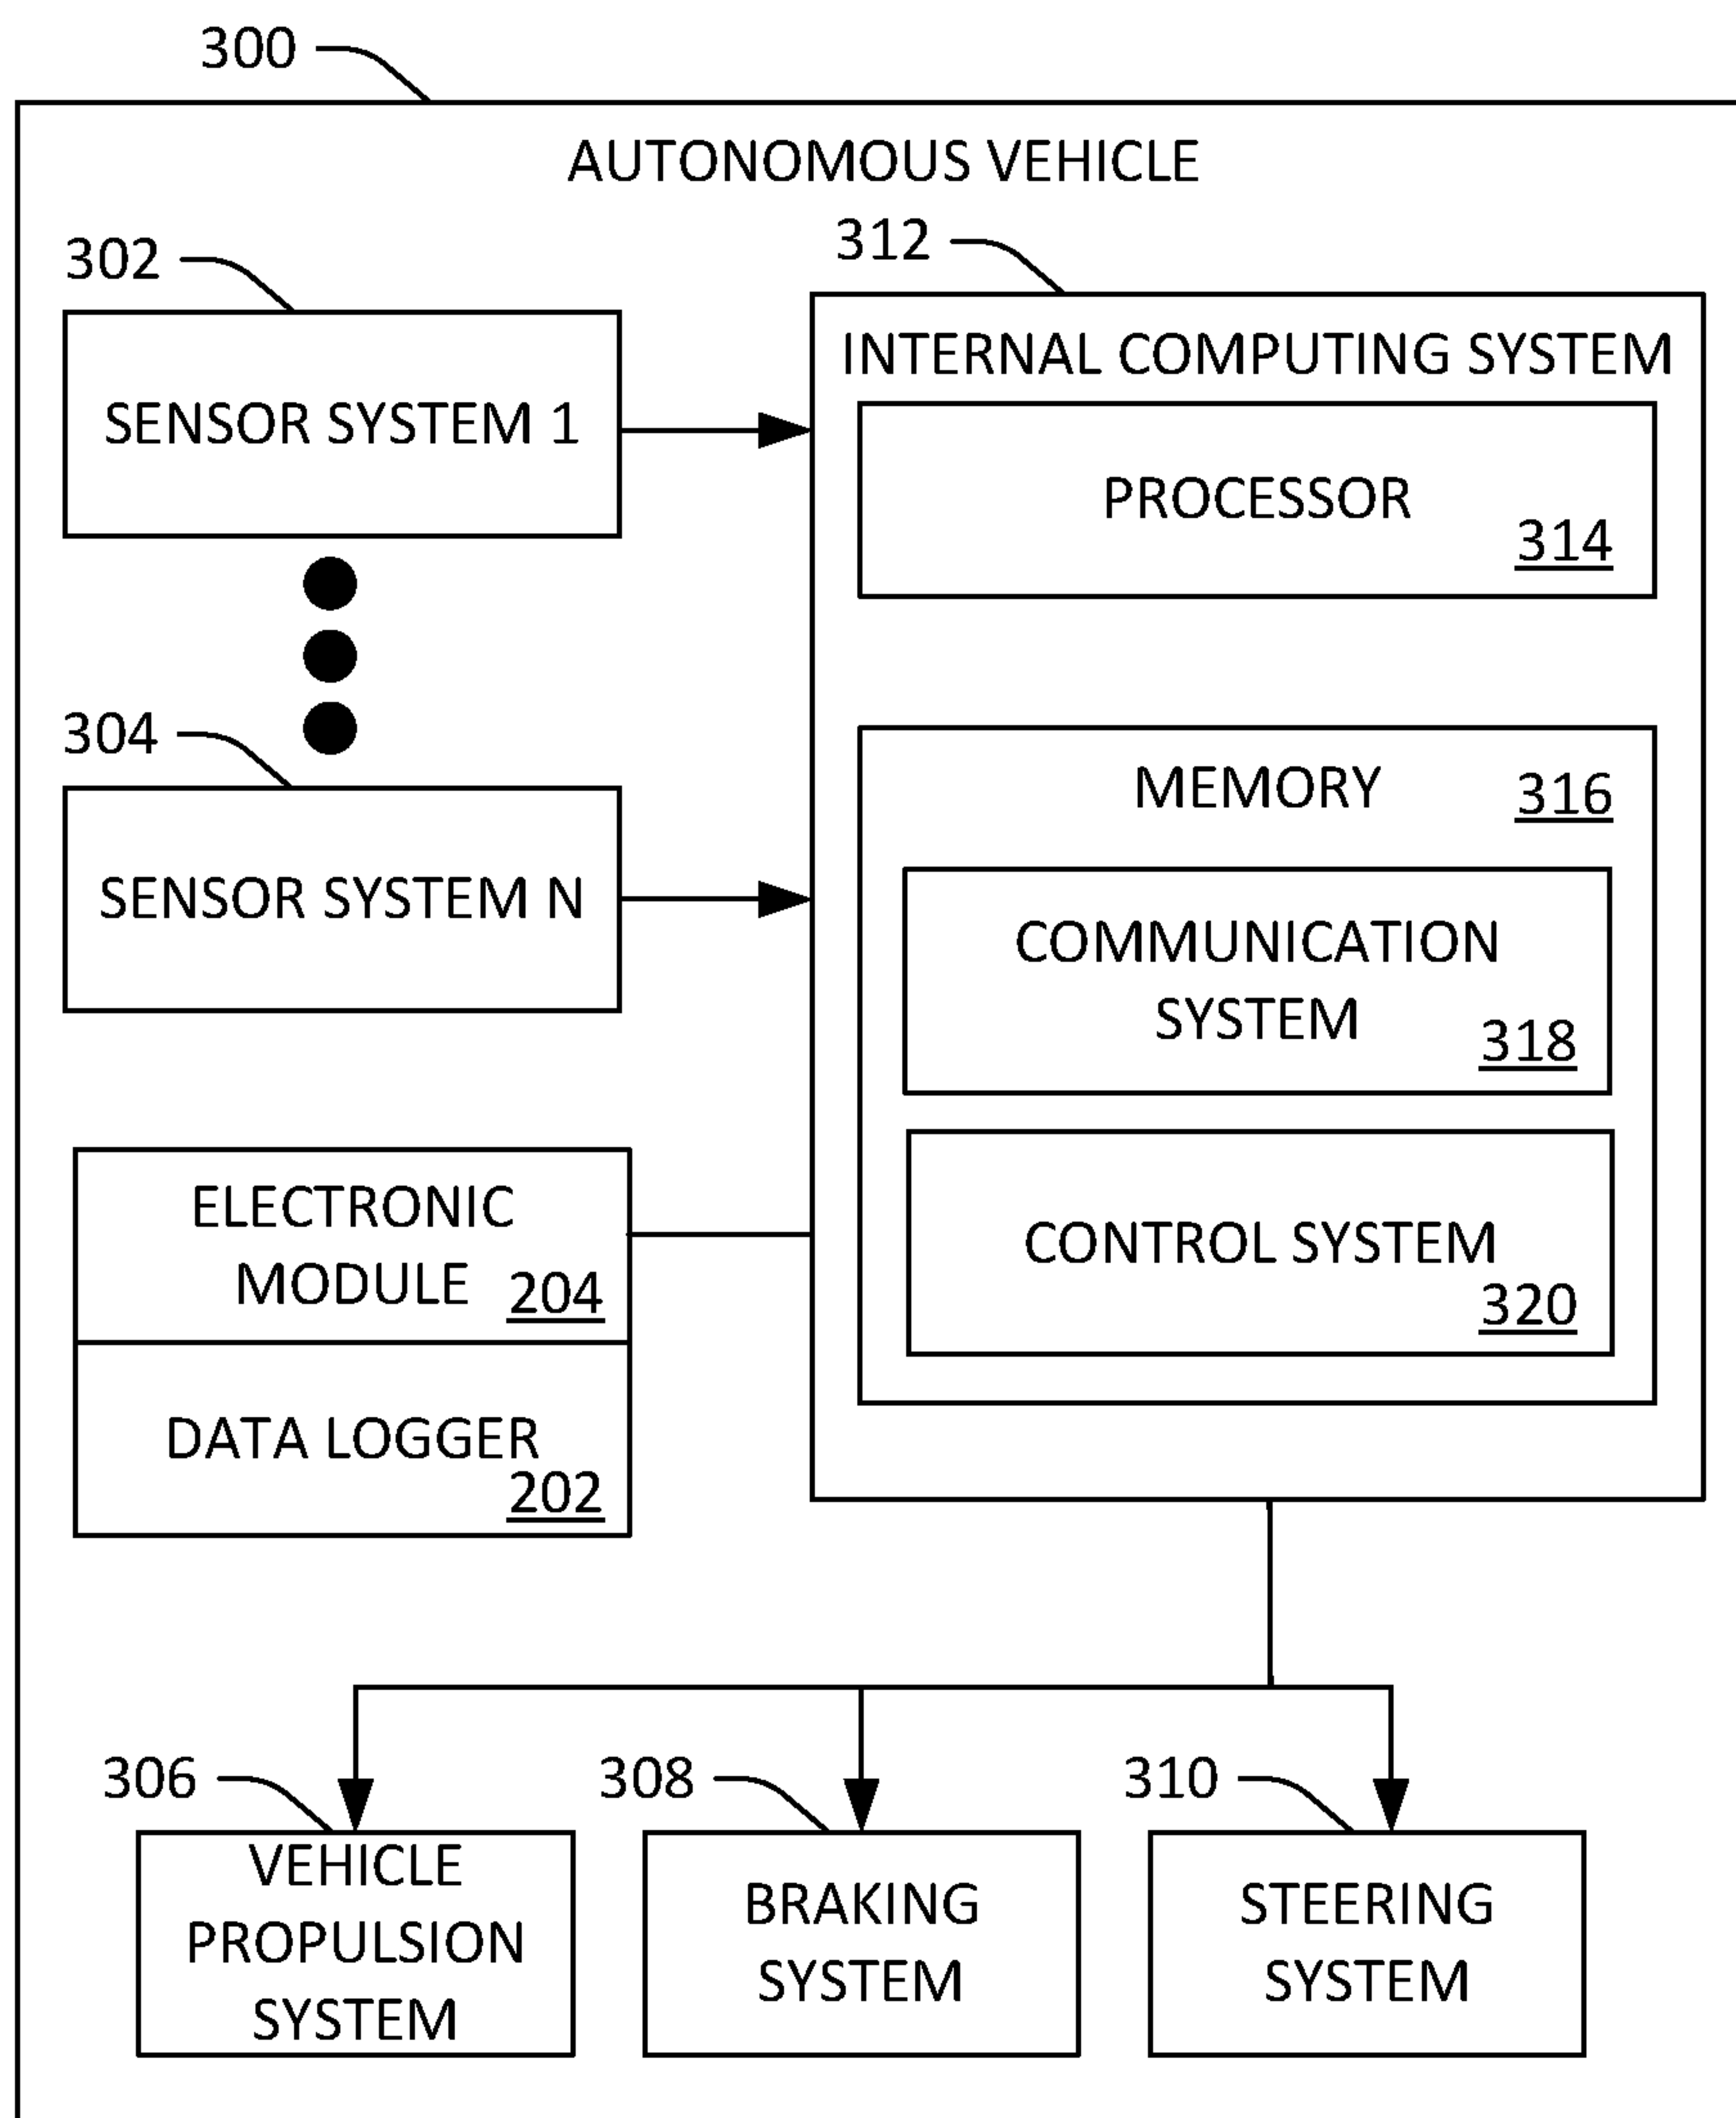 300
AUTONOMOUS VEHICLE
302
312
SENSOR SYSTEM 1
INTERNAL COMPUTING SYSTEM
PROCESSOR
314
304
SENSOR SYSTEM N
MEMORY
316
COMMUNICATION
SYSTEM
318
CONTROL SYSTEM
320
ELECTRONIC
MODULE 204
DATA LOGGER
202
306
VEHICLE
PROPULSION
SYSTEM
308
BRAKING
SYSTEM
310
STEERING
SYSTEM